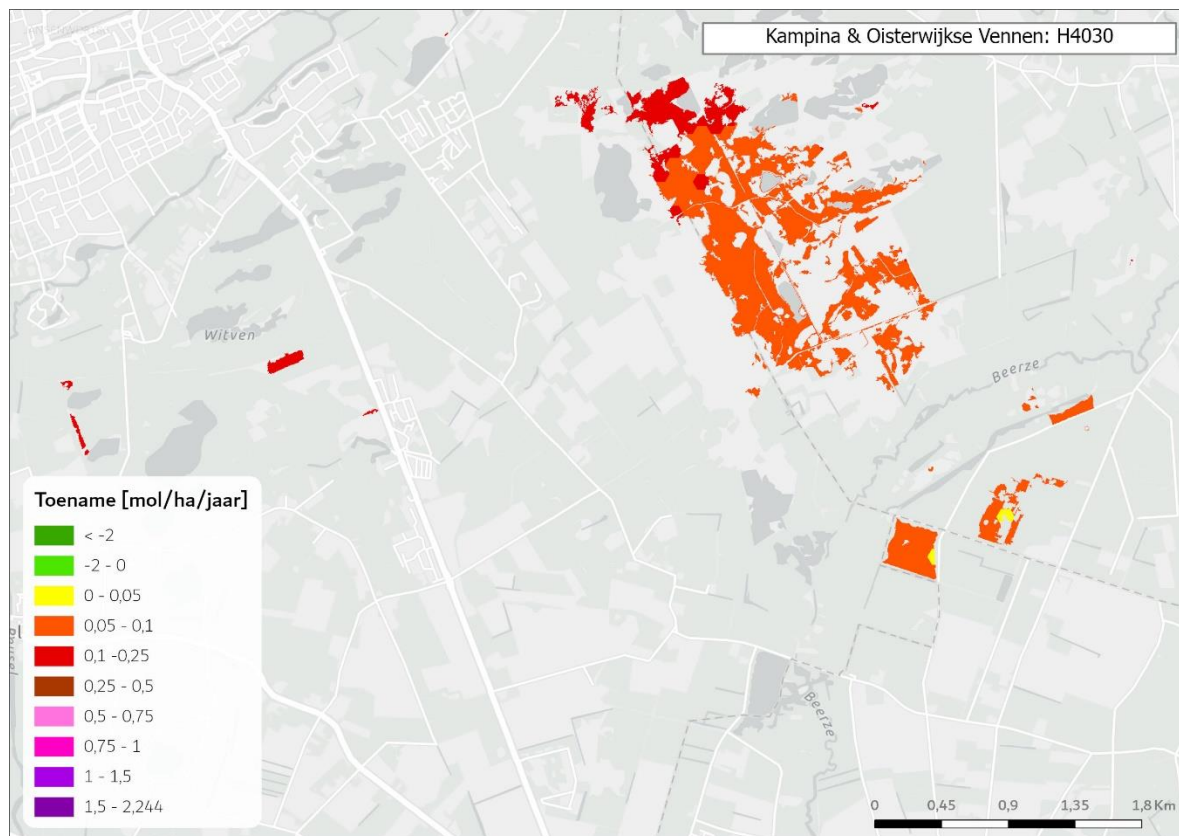 Kampina & Oisterwijkse Vennen: H4030
Witven
Beerze
Beerze
Toename [mol/ha/jaar]
< -2
-2 - 0
0 - 0,05
0,05 - 0,1
0,1 -0,25
0,25 - 0,5
0,5 - 0,75
0,75 - 1
1 - 1,5
1,5 - 2,244
0 0,45 0,9 1,35 1,8 Km